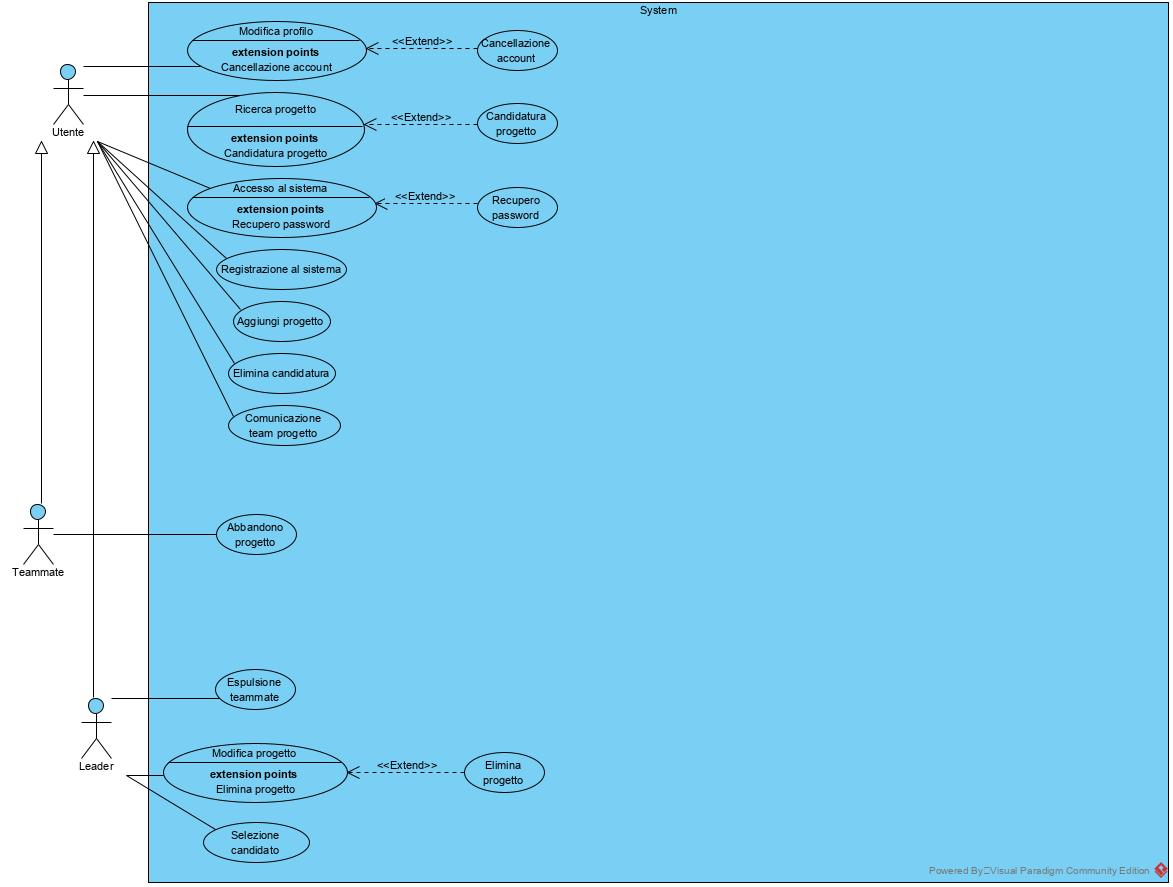 System
Modifica profilo
extension points
Cancellazione account
<<Extend>>
Cancellazione
account
Utente
Ricerca progetto
extension points
Candidatura progetto
<<Extend>>
Candidatura
progetto
Accesso al sistema
extension points
Recupero password
<<Extend>>
Recupero
password
Registrazione al sistema
Aggiungi progetto
Elimina candidatura
Comunicazione
team progetto
Teammate
Abbandono
progetto
Leader
Espulsione
teammate
Modifica progetto
extension points
Elimina progetto
<<Extend>>
Elimina
progetto
Selezione
candidato
Powered By Visual Paradigm Community Edition